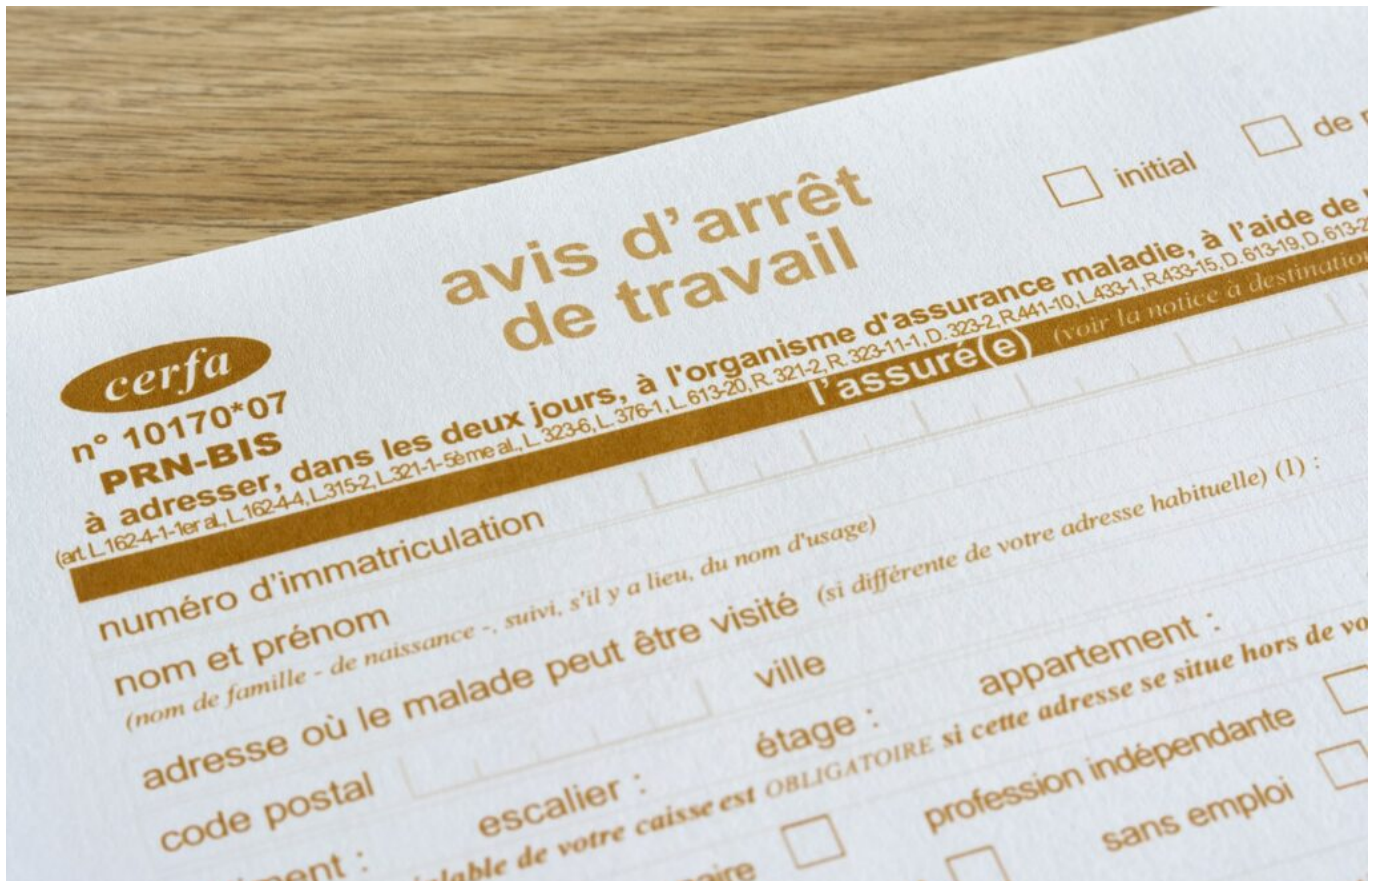 avis d'arrêt
de travail
initial
de
cerfa
n° 10170*07
PRN-BIS
à adresser, dans les deux jours, à l'organisme d'assurance maladie, à l'aide de
(art. L.162-4-1-1er al., L.162-4-4, L.315-2, L.321-1-5ème al., L.323-6, L.376-1, L.613-20, R.321-2, R.323-11-1, D.323-2, R.441-10, L.433-1, R.433-15, D.613-19, D.613-2
l'assuré(e) (voir la notice à destination
numéro d'immatriculation
nom et prénom
(nom de famille - de naissance -, suivi, s'il y a lieu, du nom d'usage)
adresse où le malade peut être visité (si différente de votre adresse habituelle) (1) :
code postal ville
ment : escalier : étage : appartement :
alable de votre caisse est OBLIGATOIRE si cette adresse se situe hors de vo
profession indépendante
sans emploi